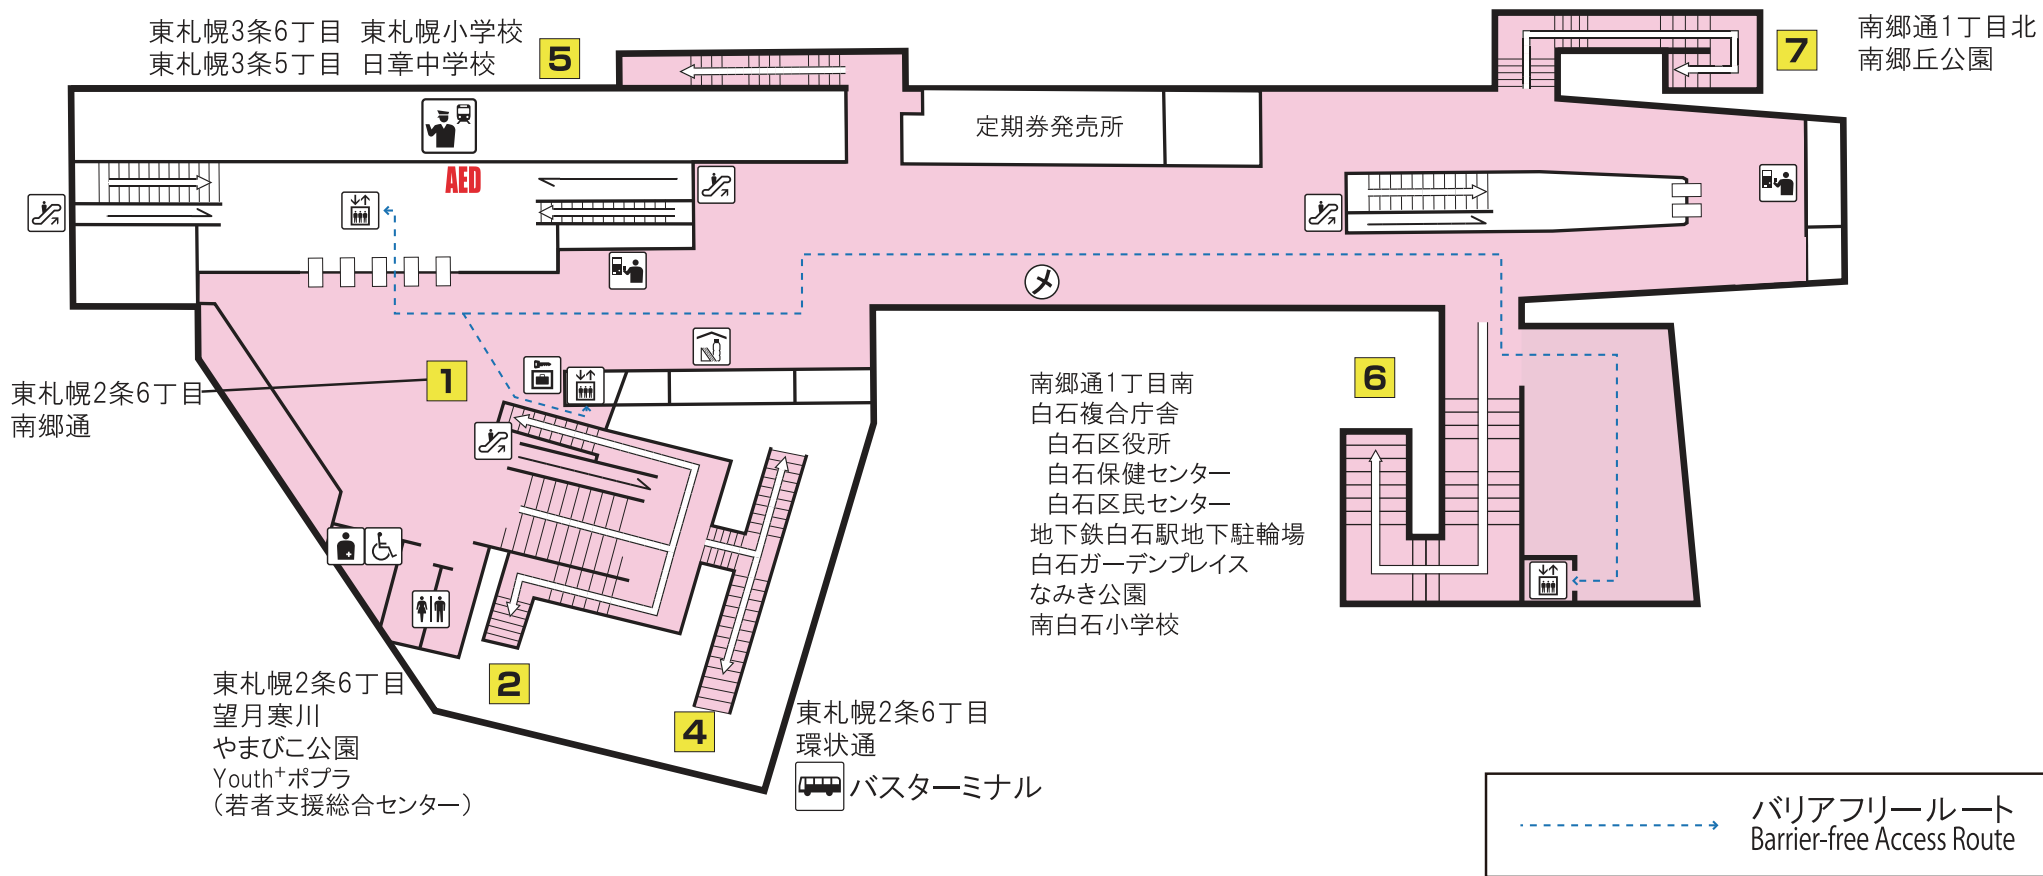 東札幌3条6丁目 東札幌小学校
東札幌3条5丁目 日章中学校
5
7
南郷通1丁目北
南郷丘公園
定期券発売所
AED
メ
1
東札幌2条6丁目
南郷通
6
南郷通1丁目南
白石複合庁舎
白石区役所
白石保健センター
白石区民センター
地下鉄白石駅地下駐輪場
白石ガーデンプレイス
なみき公園
南白石小学校
2
東札幌2条6丁目
望月寒川
やまびこ公園
Youth+ポプラ
（若者支援総合センター）
4
東札幌2条6丁目
環状通
バスターミナル
バリアフリールート
Barrier-free Access Route